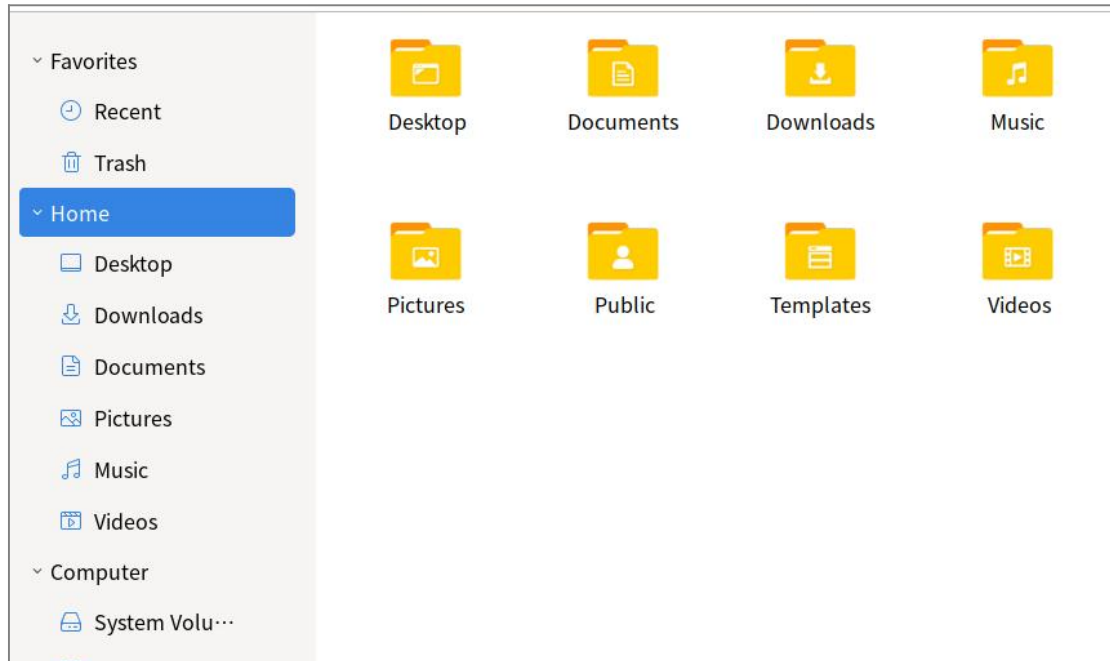 Favorites
Recent
Trash
Home
Desktop
Downloads
Documents
Pictures
Music
Videos
Computer
System Volu···
Desktop Documents Downloads Music
Pictures Public Templates Videos